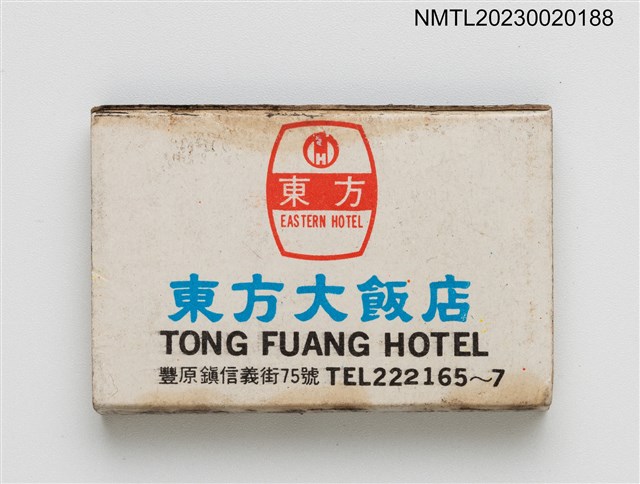 NMTL20230020188
H
東方
EASTERN HOTEL
東方大飯店
TONG FUANG HOTEL
豐原鎮信義街75號 TEL222165～7